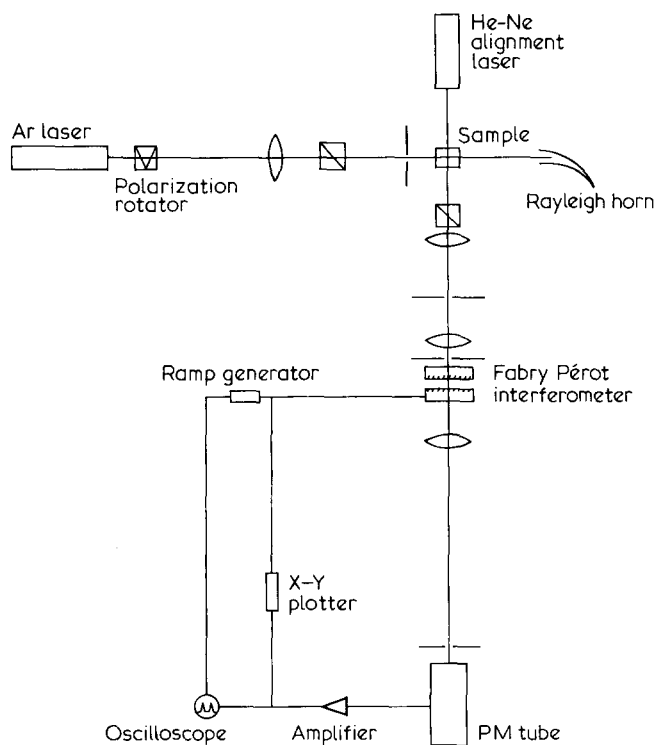 He-Ne
alignment
laser
Ar laser
Sample
Polarization
rotator
Rayleigh horn
Ramp generator
Fabry Pérot
interferometer
X-Y
plotter
Oscilloscope
Amplifier
PM tube